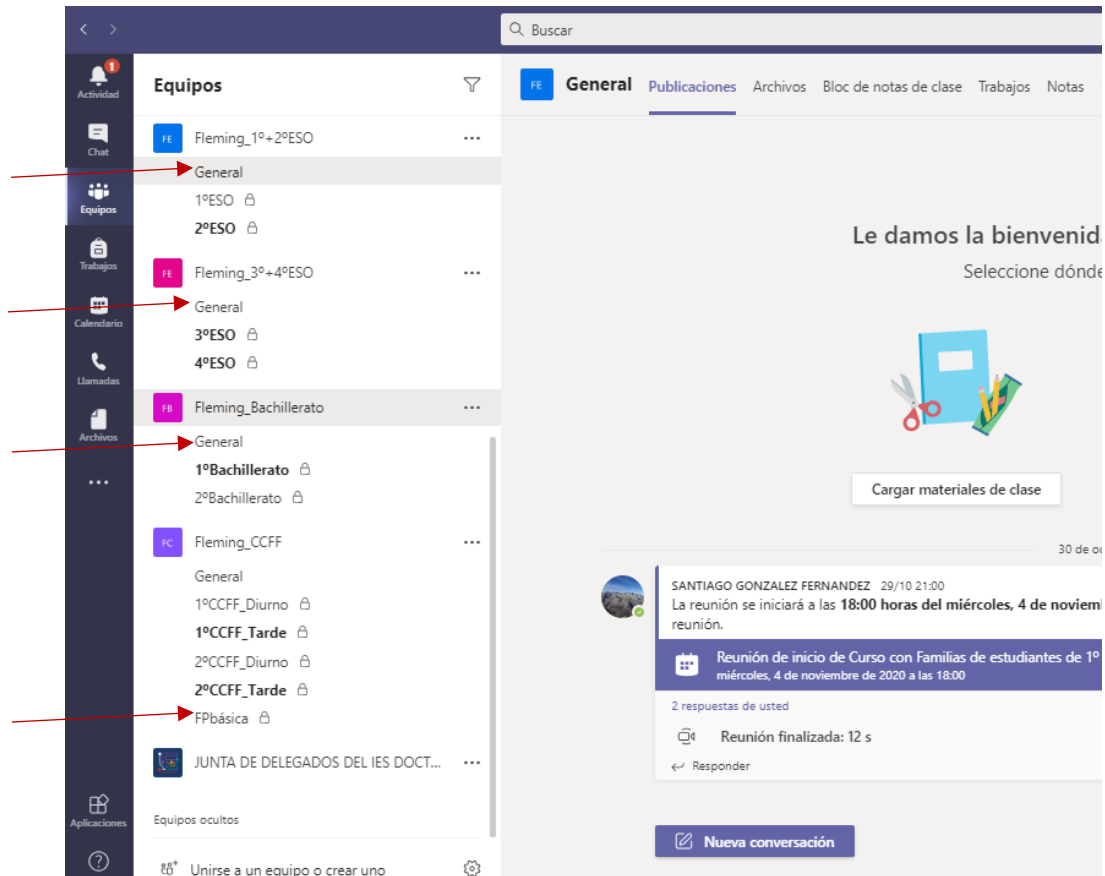 Buscar
1
Actividad
Chat
Equipos
Trabajos
Calendario
Llamadas
Archivos
Aplicaciones
Equipos
FE Fleming_1º+2ºESO
General
1ºESO
2ºESO
FE Fleming_3º+4ºESO
General
3ºESO
4ºESO
FB Fleming_Bachillerato
General
1ºBachillerato
2ºBachillerato
FC Fleming_CCFF
General
1ºCCFF_Diurno
1ºCCFF_Tarde
2ºCCFF_Diurno
2ºCCFF_Tarde
FPbásica
JUNTA DE DELEGADOS DEL IES DOCT...
Equipos ocultos
Unirse a un equipo o crear uno
FE General Publicaciones Archivos Bloc de notas de clase Trabajos Notas
Le damos la bienvenid
Seleccione dónde
Cargar materiales de clase
30 de oc
SANTIAGO GONZALEZ FERNANDEZ 29/10 21:00
La reunión se iniciará a las 18:00 horas del miércoles, 4 de noviem
reunión.
Reunión de inicio de Curso con Familias de estudiantes de 1º
miércoles, 4 de noviembre de 2020 a las 18:00
2 respuestas de usted
Reunión finalizada: 12 s
Responder
Nueva conversación